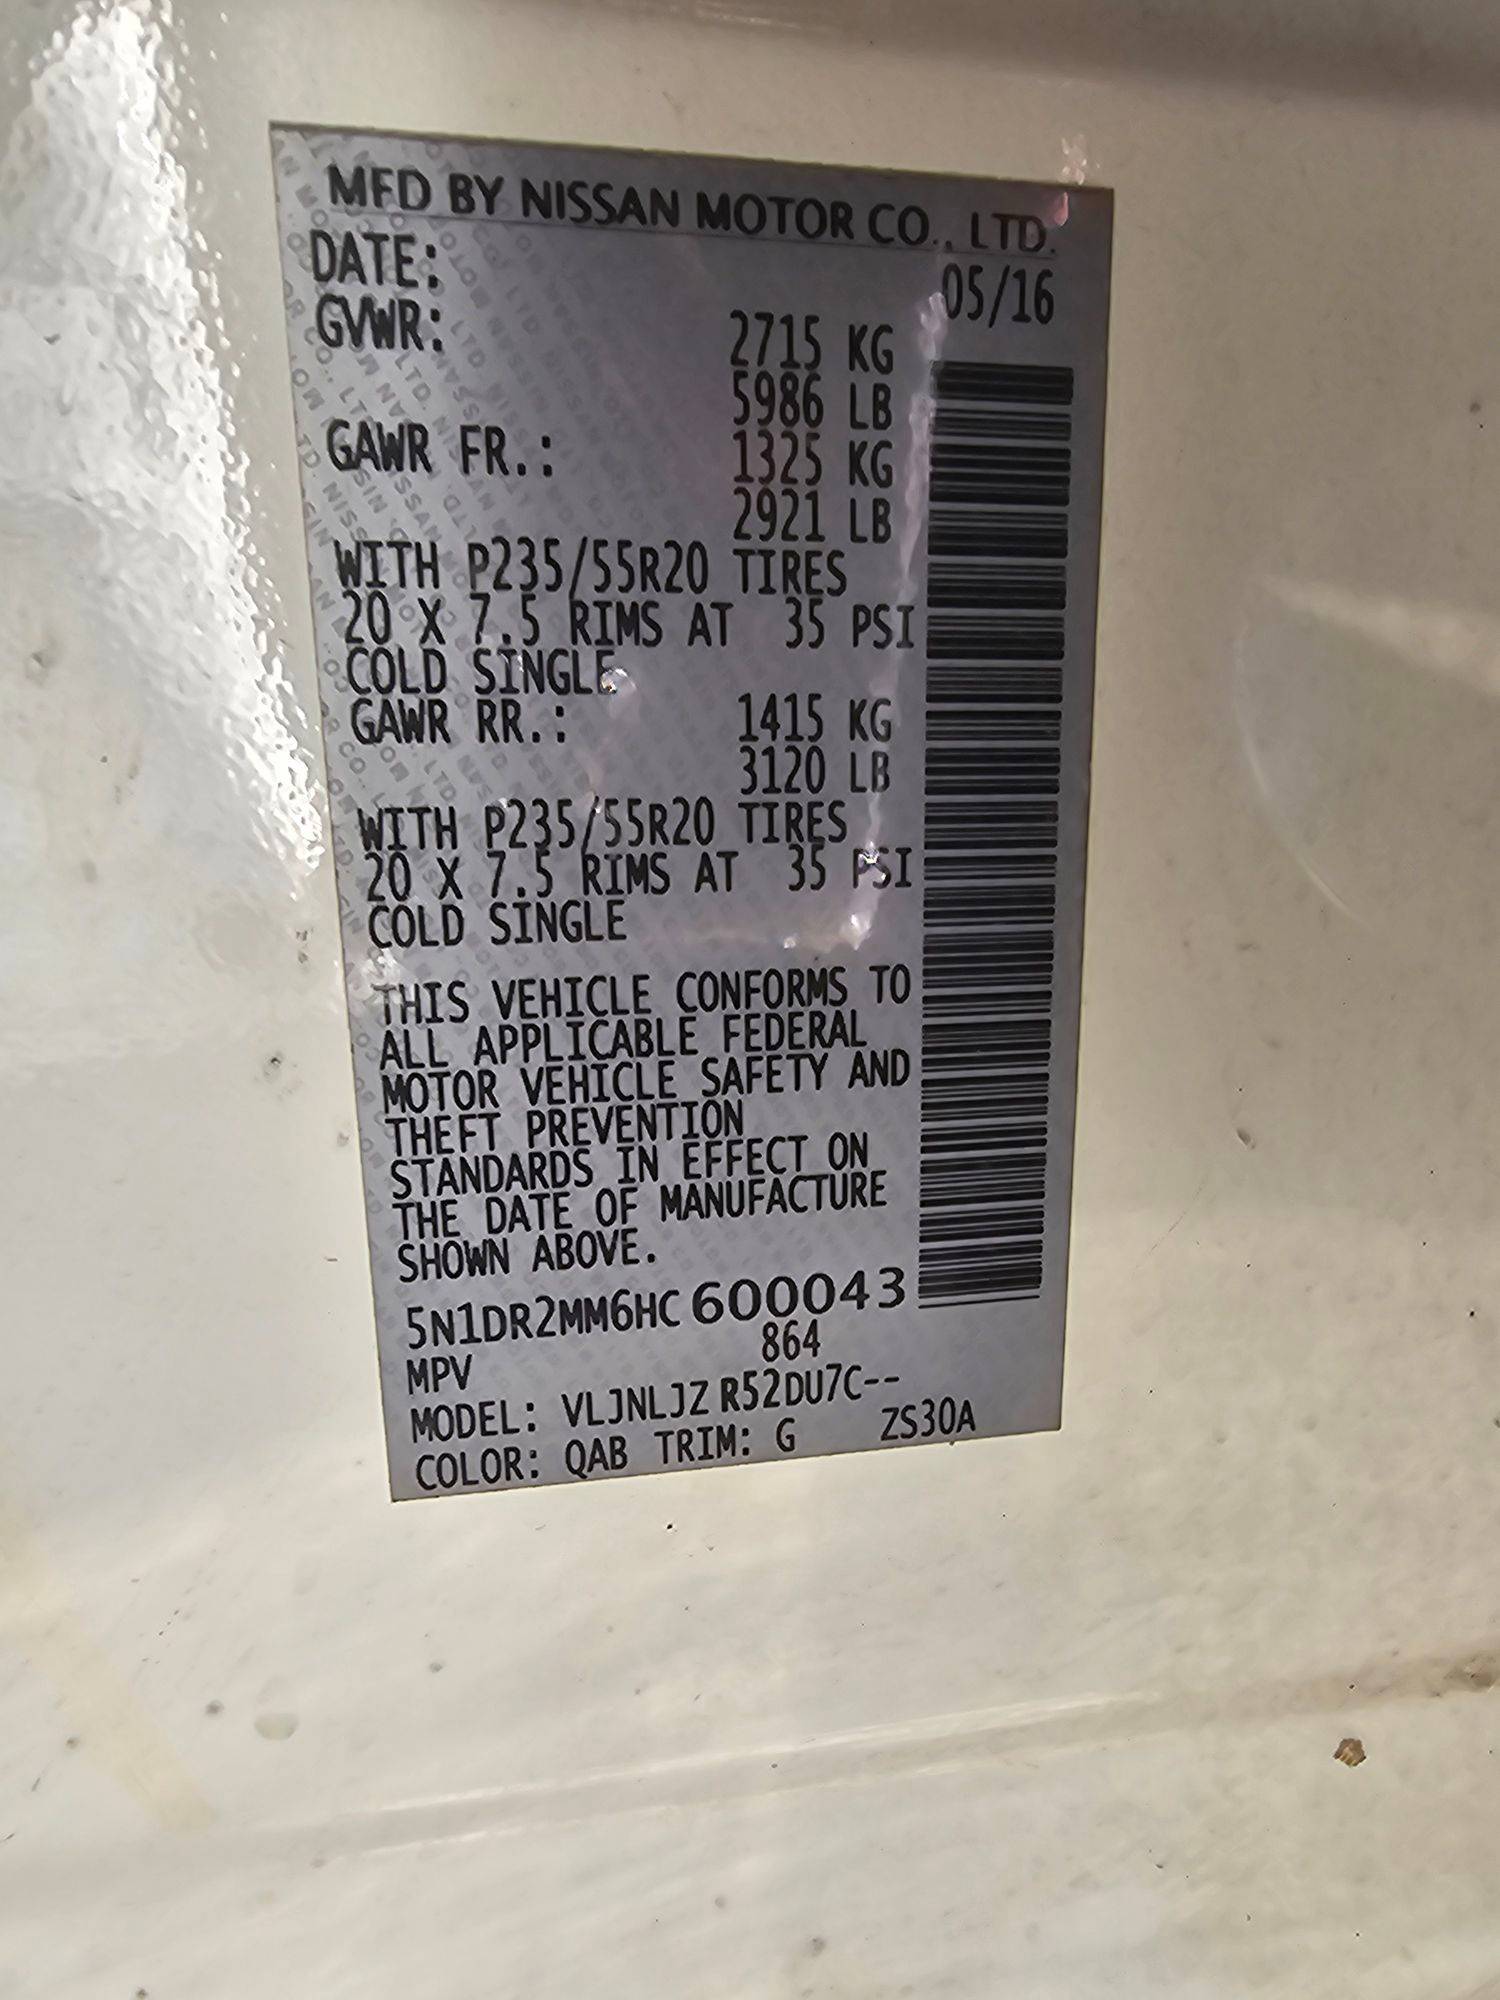 MFD BY NISSAN MOTOR CO., LTD.
DATE: 05/16
GVWR: 2715 KG
5986 LB
GAWR FR.: 1325 KG
2921 LB
WITH P235/55R20 TIRES
20 X 7.5 RIMS AT 35 PSI
COLD SINGLE
GAWR RR.: 1415 KG
3120 LB
WITH P235/55R20 TIRES
20 X 7.5 RIMS AT 35 PSI
COLD SINGLE
THIS VEHICLE CONFORMS TO
ALL APPLICABLE FEDERAL
MOTOR VEHICLE SAFETY AND
THEFT PREVENTION
STANDARDS IN EFFECT ON
THE DATE OF MANUFACTURE
SHOWN ABOVE.
5N1DR2MM6HC 600043
MPV 864
MODEL: VLJNLJZ R52DU7C--
COLOR: QAB TRIM: G ZS30A